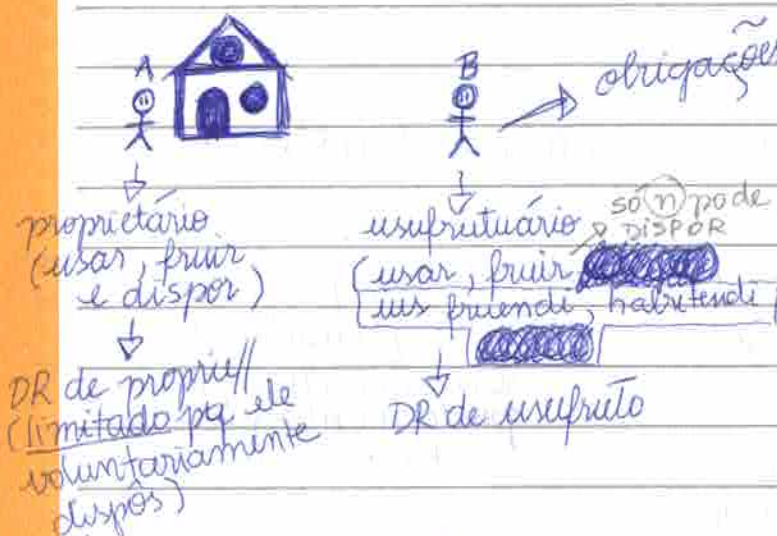 A
B
obrigações
proprietário
(usar, fruir
e dispor)
DR de proprie//
(limitado pq ele
voluntariamente
dispôs)
usufrutuário
só n pode
DISPOR
(usar, fruir
ius fruendi, habitendi
DR de usufruto